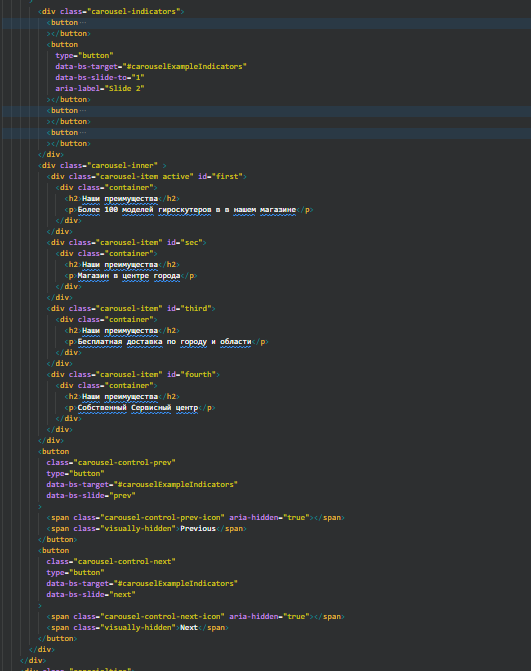 <div class="carousel-indicators">
<button…
></button>
<button
type="button"
data-bs-target="#carouselExampleIndicators"
data-bs-slide-to="1"
aria-label="Slide 2"
></button>
<button…
></button>
<button…
></button>
</div>
<div class="carousel-inner" >
<div class="carousel-item active" id="first">
<div class="container">
<h2>Наши преимущества</h2>
<p>Более 100 моделей гироскутеров в в нашем магазине</p>
</div>
</div>
<div class="carousel-item" id="sec">
<div class="container">
<h2>Наши преимущества</h2>
<p>Магазин в центре города</p>
</div>
</div>
<div class="carousel-item" id="third">
<div class="container">
<h2>Наши преимущества</h2>
<p>Бесплатная доставка по городу и области</p>
</div>
</div>
<div class="carousel-item" id="fourth">
<div class="container">
<h2>Наши преимущества</h2>
<p>Собственный Сервисный центр</p>
</div>
</div>
</div>
<button
class="carousel-control-prev"
type="button"
data-bs-target="#carouselExampleIndicators"
data-bs-slide="prev"
>
<span class="carousel-control-prev-icon" aria-hidden="true"></span>
<span class="visually-hidden">Previous</span>
</button>
<button
class="carousel-control-next"
type="button"
data-bs-target="#carouselExampleIndicators"
data-bs-slide="next"
>
<span class="carousel-control-next-icon" aria-hidden="true"></span>
<span class="visually-hidden">Next</span>
</button>
</div>
</div>